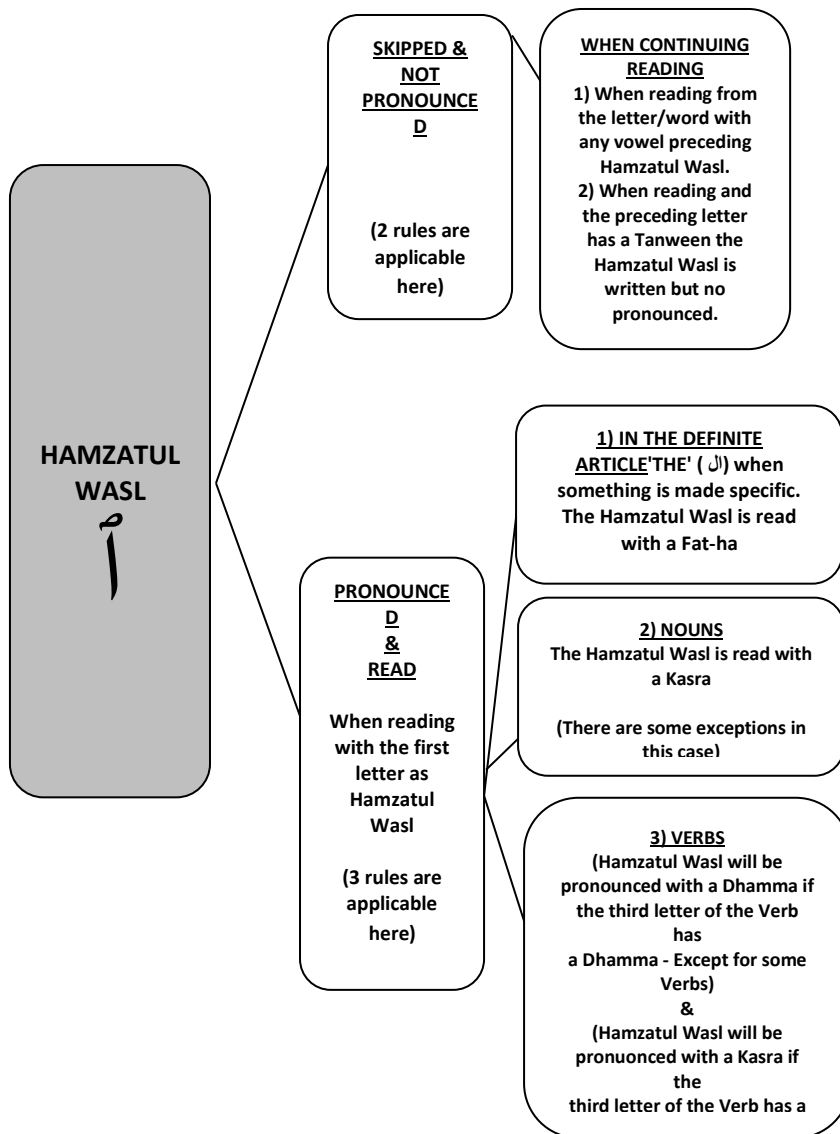 HAMZATUL
WASL
ٱ
SKIPPED &
NOT
PRONOUNCE
D
(2 rules are
applicable
here)
WHEN CONTINUING
READING
1) When reading from
the letter/word with
any vowel preceding
Hamzatul Wasl.
2) When reading and
the preceding letter
has a Tanween the
Hamzatul Wasl is
written but no
pronounced.
PRONOUNCE
D
&
READ
When reading
with the first
letter as
Hamzatul
Wasl
(3 rules are
applicable
here)
1) IN THE DEFINITE
ARTICLE'THE' ( ال) when
something is made specific.
The Hamzatul Wasl is read
with a Fat-ha
2) NOUNS
The Hamzatul Wasl is read with
a Kasra
(There are some exceptions in
this case)
3) VERBS
(Hamzatul Wasl will be
pronounced with a Dhamma if
the third letter of the Verb
has
a Dhamma - Except for some
Verbs)
&
(Hamzatul Wasl will be
pronuonced with a Kasra if
the
third letter of the Verb has a